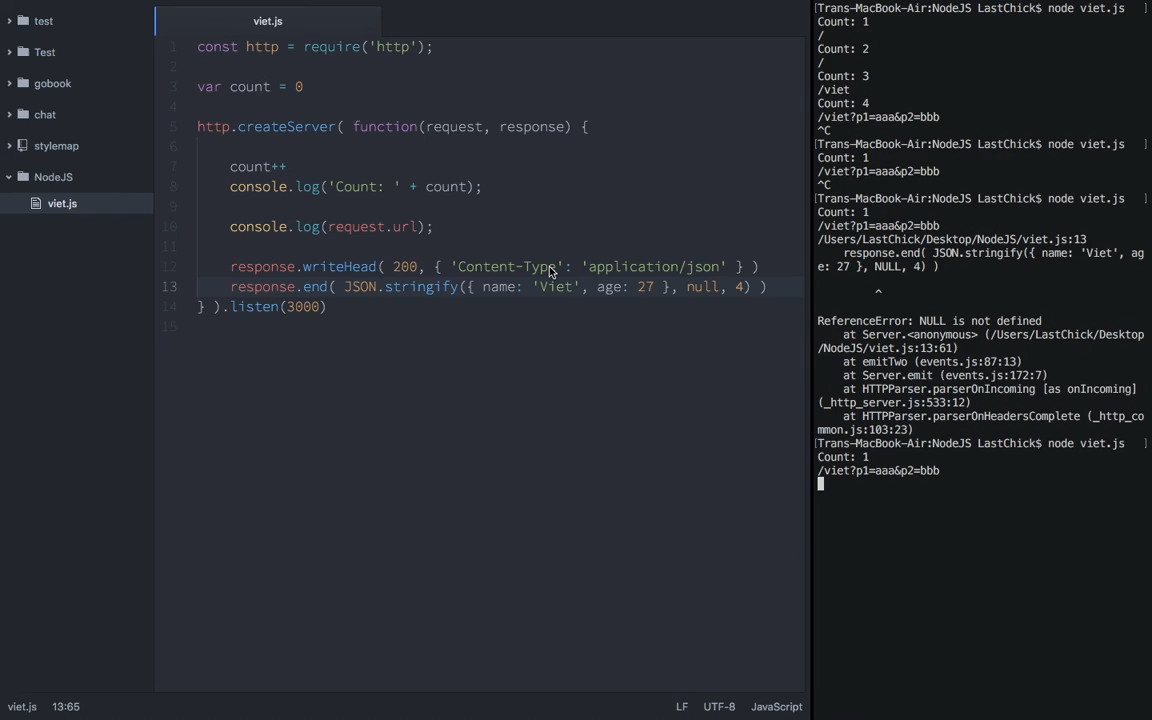 test
Test
gobook
chat
stylemap
NodeJS
viet.js
viet.js
1 const http = require('http');
2
3 var count = 0
4
5 http.createServer( function(request, response) {
6
7 count++
8 console.log('Count: ' + count);
9
10 console.log(request.url);
11
12 response.writeHead( 200, { 'Content-Type': 'application/json' } )
13 response.end( JSON.stringify({ name: 'Viet', age: 27 }, null, 4) )
14 } ).listen(3000)
15
viet.js 13:65
LF UTF-8 JavaScript
[Trans-MacBook-Air:NodeJS LastChick$ node viet.js ]
Count: 1
/
Count: 2
/
Count: 3
/viet
Count: 4
/viet?p1=aaa&p2=bbb
^C
[Trans-MacBook-Air:NodeJS LastChick$ node viet.js ]
Count: 1
/viet?p1=aaa&p2=bbb
^C
[Trans-MacBook-Air:NodeJS LastChick$ node viet.js ]
Count: 1
/viet?p1=aaa&p2=bbb
/Users/LastChick/Desktop/NodeJS/viet.js:13
response.end( JSON.stringify({ name: 'Viet', ag
e: 27 }, NULL, 4) )
^
ReferenceError: NULL is not defined
at Server.<anonymous> (/Users/LastChick/Desktop
/NodeJS/viet.js:13:61)
at emitTwo (events.js:87:13)
at Server.emit (events.js:172:7)
at HTTPParser.parserOnIncoming [as onIncoming]
(_http_server.js:533:12)
at HTTPParser.parserOnHeadersComplete (_http_co
mmon.js:103:23)
[Trans-MacBook-Air:NodeJS LastChick$ node viet.js ]
Count: 1
/viet?p1=aaa&p2=bbb